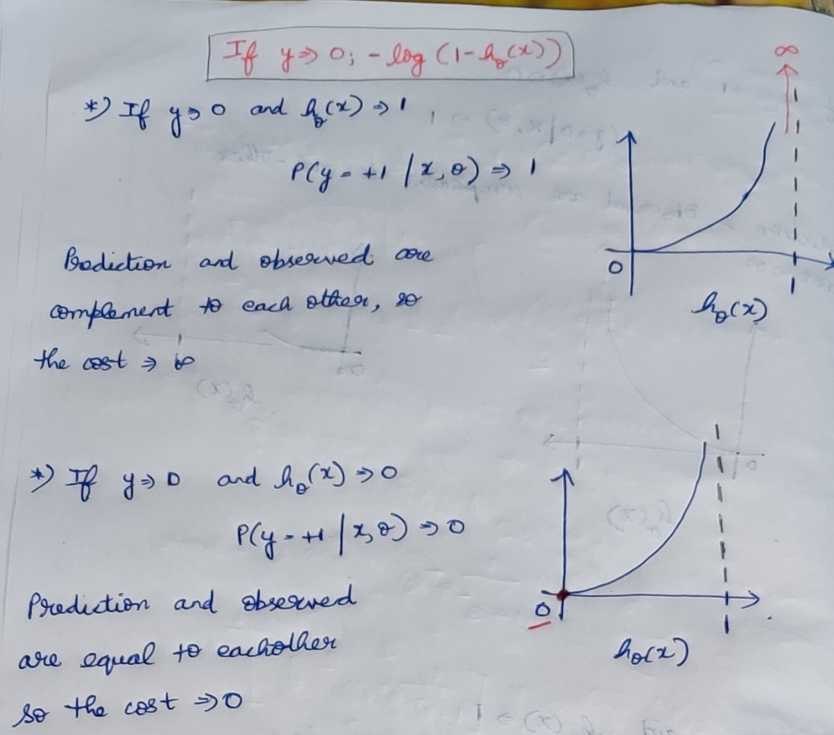 If y⇒0; -log(1-hθ(x))
*) If y⇒0 and hθ(x)⇒1
P(y=+1/x,θ)⇒1
∞
0
1
hθ(x)
Prediction and observed are
complement to each other, so
the cost ⇒ ∞
*) If y⇒0 and hθ(x)⇒0
P(y=+1/x,θ)⇒0
0
1
hθ(x)
Prediction and observed
are equal to eachother
so the cost ⇒0